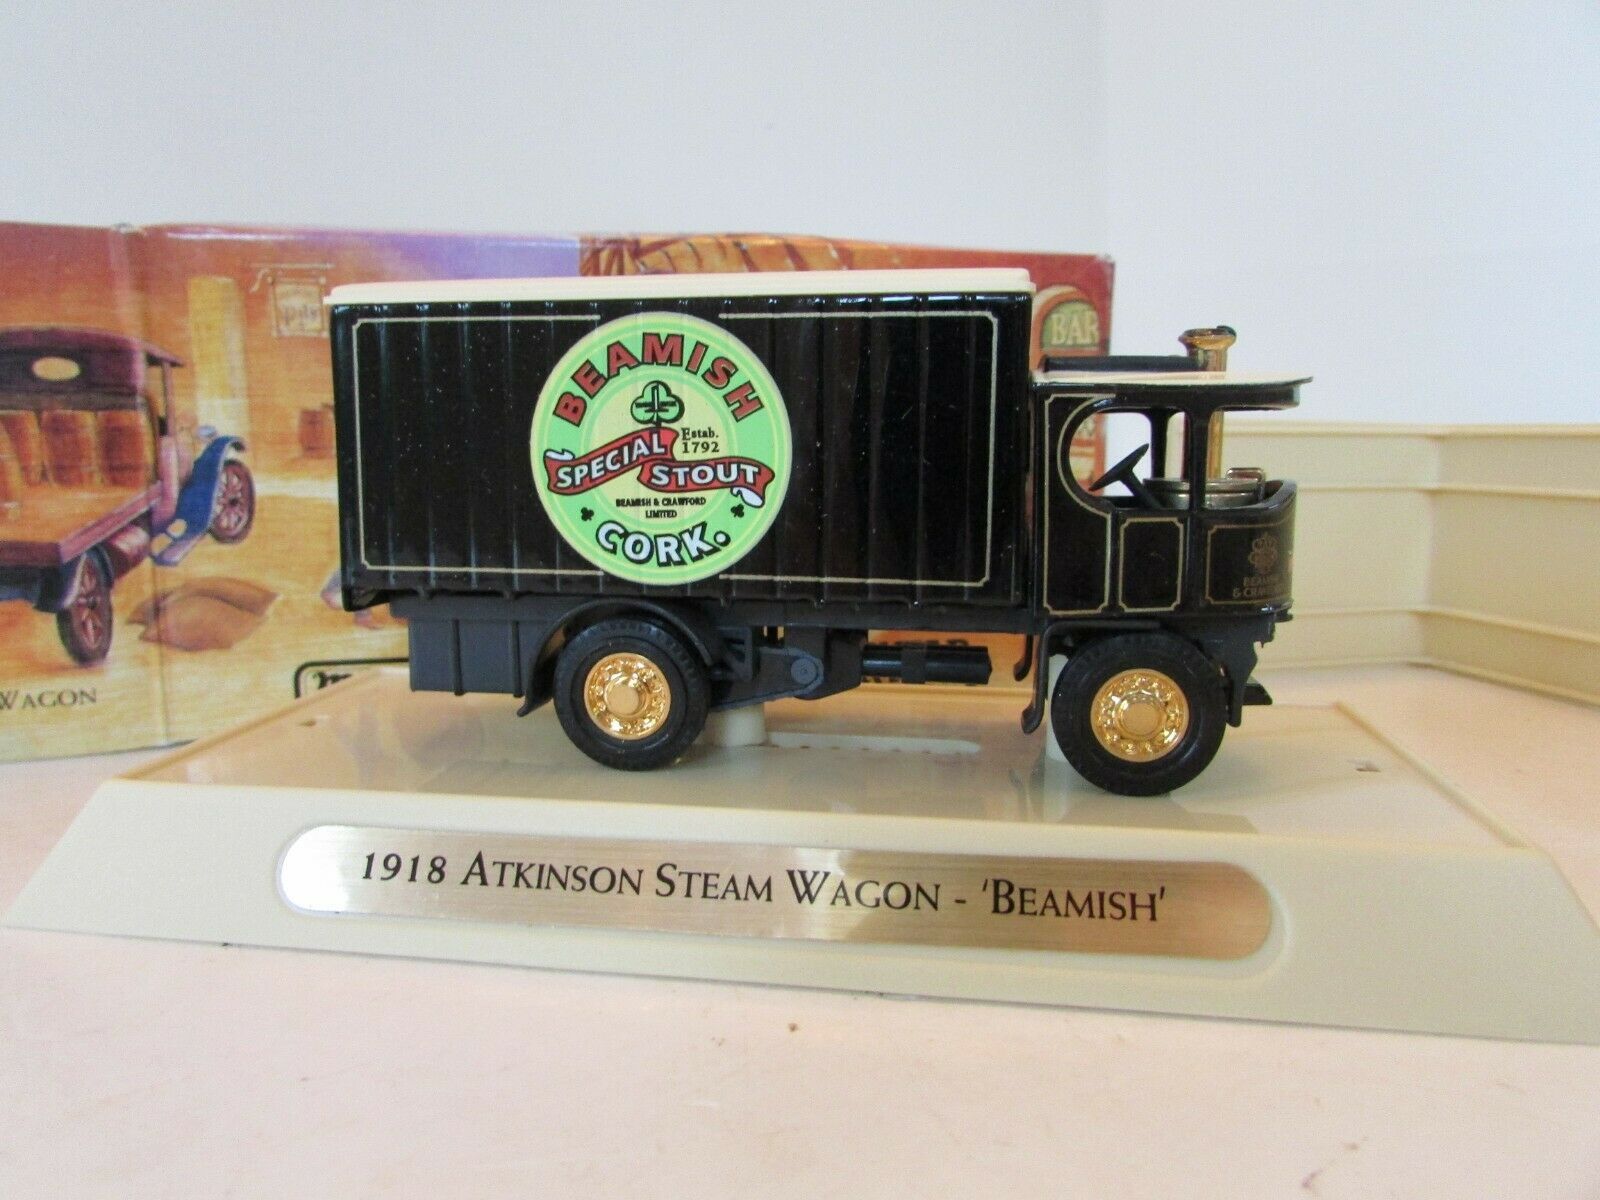 BAR
BEAMISH
Estab.
1792
SPECIAL STOUT
BEAMISH & CRAWFORD
LIMITED
CORK.
WAGON
1918 ATKINSON STEAM WAGON - 'BEAMISH'